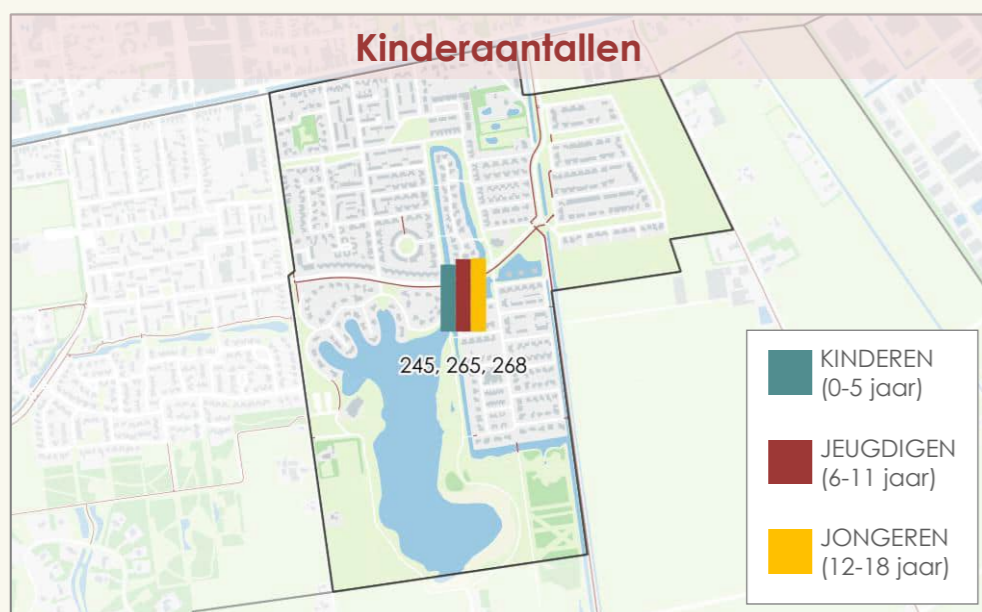 Kinderaantallen
245, 265, 268
KINDEREN
(0-5 jaar)
JEUGDIGEN
(6-11 jaar)
JONGEREN
(12-18 jaar)